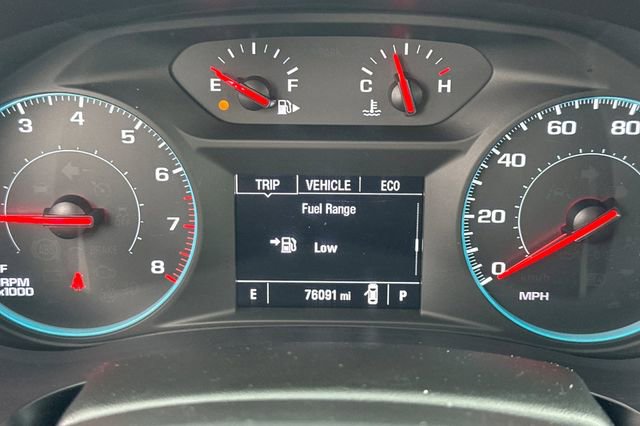 E F
C H
3 4 5 6 7 8
F
RPM
x1000
TRIP VEHICLE ECO
Fuel Range
Low
E 76091 mi P
0 20 40 60 80
MPH